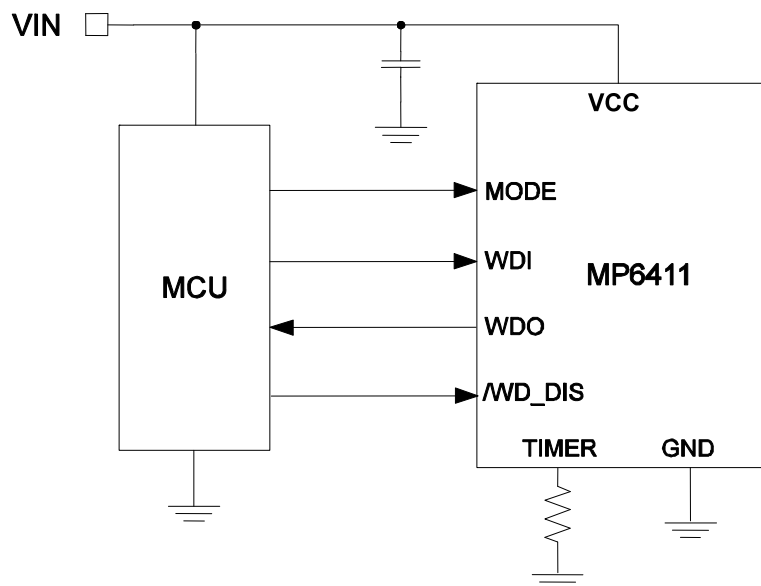 VIN
VCC
MODE
WDI
MCU
MP6411
WDO
/WD_DIS
TIMER
GND